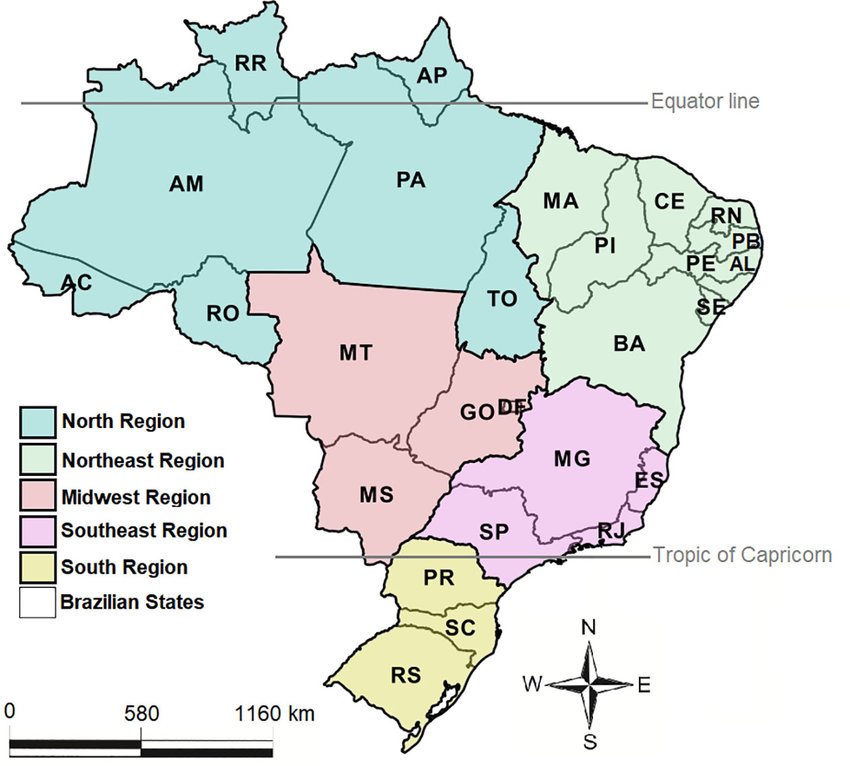 RR
AP
Equator line
AM
PA
MA
CE
RN
PI
PB
PE
AL
AC
TO
SE
RO
BA
MT
GO
DF
North Region
MG
Northeast Region
ES
Midwest Region
MS
Southeast Region
SP
RJ
Tropic of Capricorn
South Region
PR
Brazilian States
SC
N
RS
W
E
0
580
1160 km
S